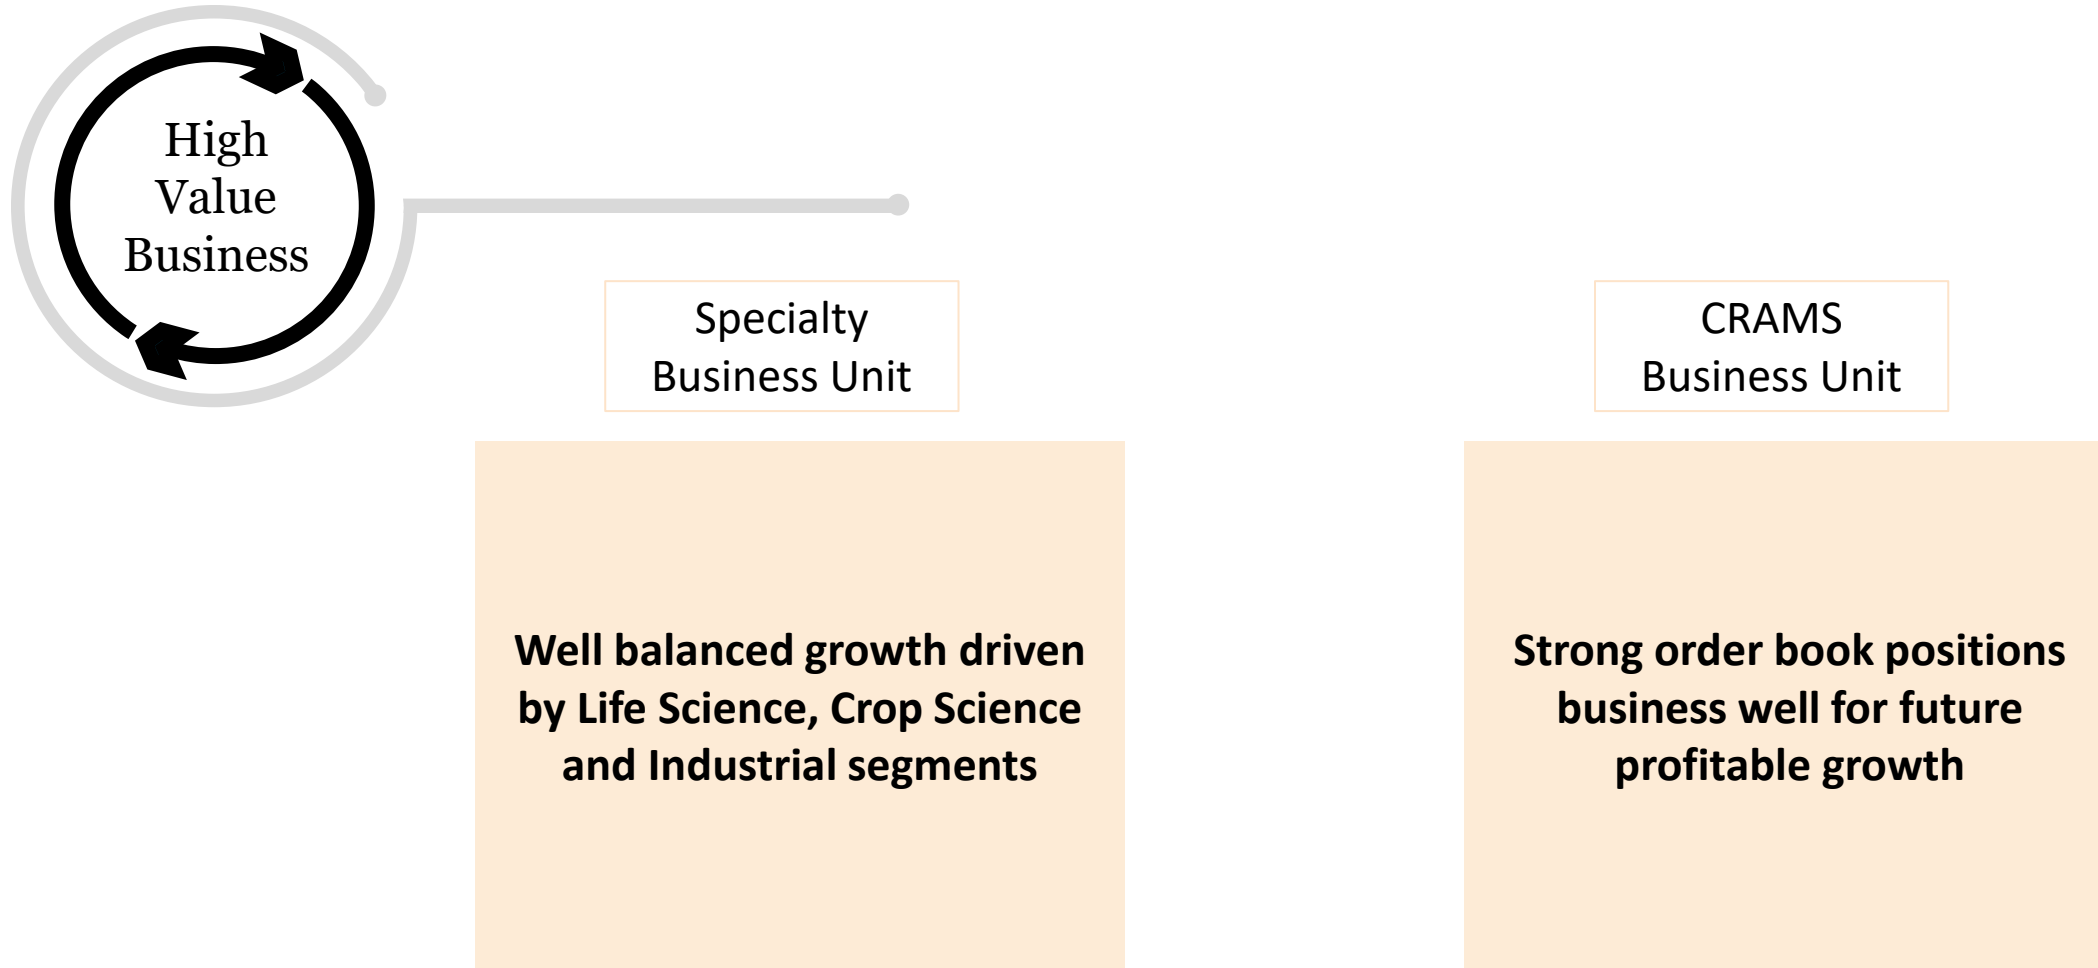 High
Value
Business
Specialty
Business Unit
CRAMS
Business Unit
Well balanced growth driven
by Life Science, Crop Science
and Industrial segments
Strong order book positions
business well for future
profitable growth